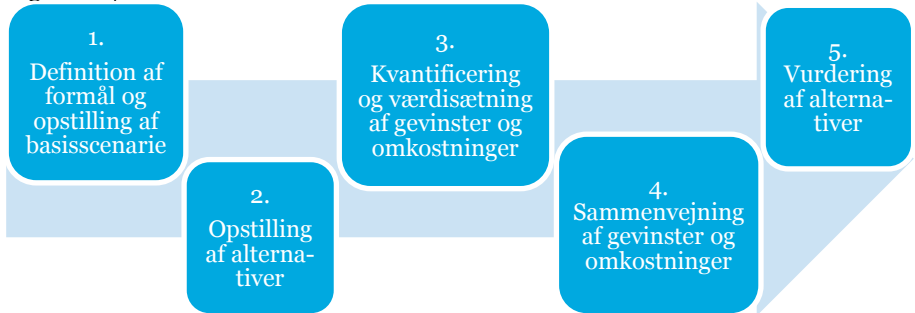 1.
Definition af
formål og
opstilling af
basisscenarie
2.
Opstilling
af alterna-
tiver
3.
Kvantificering
og værdisætning
af gevinster og
omkostninger
4.
Sammenvejning
af gevinster og
omkostninger
5.
Vurdering
af alterna-
tiver